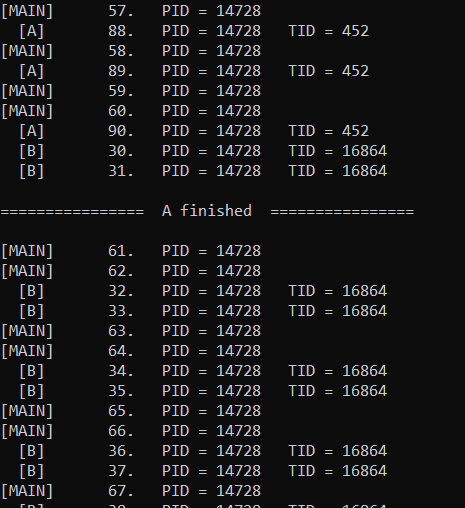 [MAIN] 57. PID = 14728
[A] 88. PID = 14728 TID = 452
[MAIN] 58. PID = 14728
[A] 89. PID = 14728 TID = 452
[MAIN] 59. PID = 14728
[MAIN] 60. PID = 14728
[A] 90. PID = 14728 TID = 452
[B] 30. PID = 14728 TID = 16864
[B] 31. PID = 14728 TID = 16864
================ A finished ================
[MAIN] 61. PID = 14728
[MAIN] 62. PID = 14728
[B] 32. PID = 14728 TID = 16864
[B] 33. PID = 14728 TID = 16864
[MAIN] 63. PID = 14728
[MAIN] 64. PID = 14728
[B] 34. PID = 14728 TID = 16864
[B] 35. PID = 14728 TID = 16864
[MAIN] 65. PID = 14728
[MAIN] 66. PID = 14728
[B] 36. PID = 14728 TID = 16864
[B] 37. PID = 14728 TID = 16864
[MAIN] 67. PID = 14728
[B] 38. PID = 14728 TID = 16864